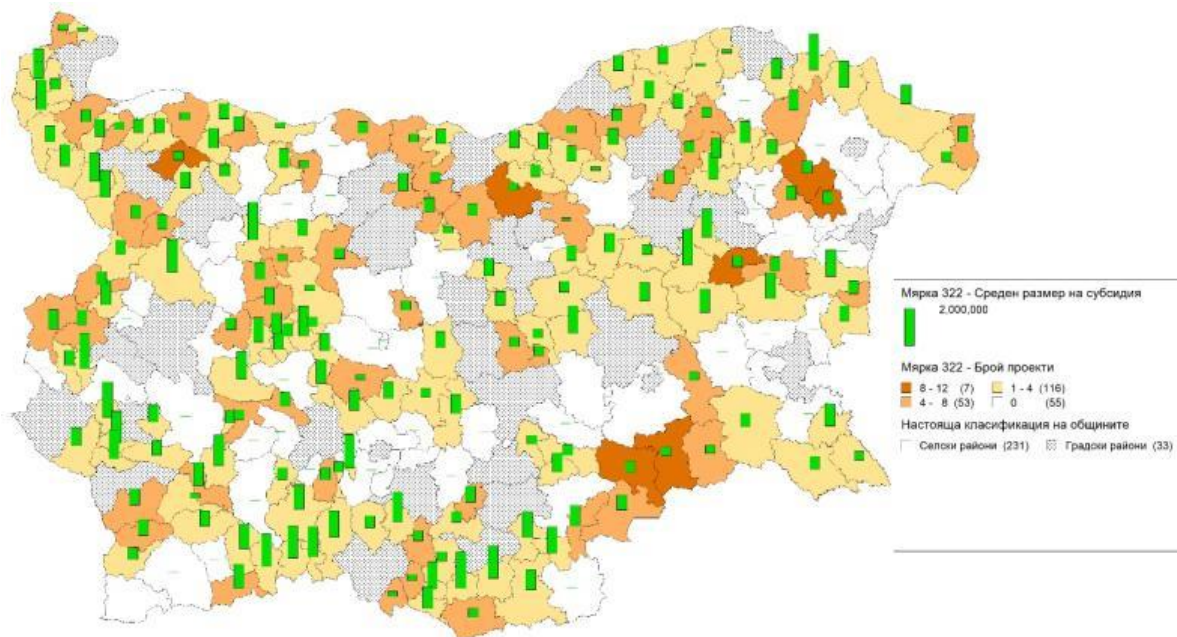 Мярка 322 - Среден размер на субсидия
2,000,000
Мярка 322 - Брой проекти
8 - 12 (7) 1 - 4 (116)
4 - 8 (53) 0 (55)
Настояща класификация на общините
Селски райони (231) Градски райони (33)